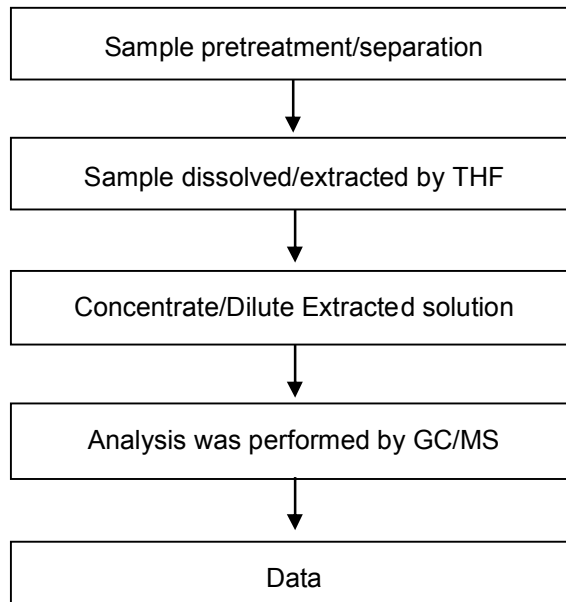 Sample pretreatment/separation
Sample dissolved/extracted by THF
Concentrate/Dilute Extracted solution
Analysis was performed by GC/MS
Data